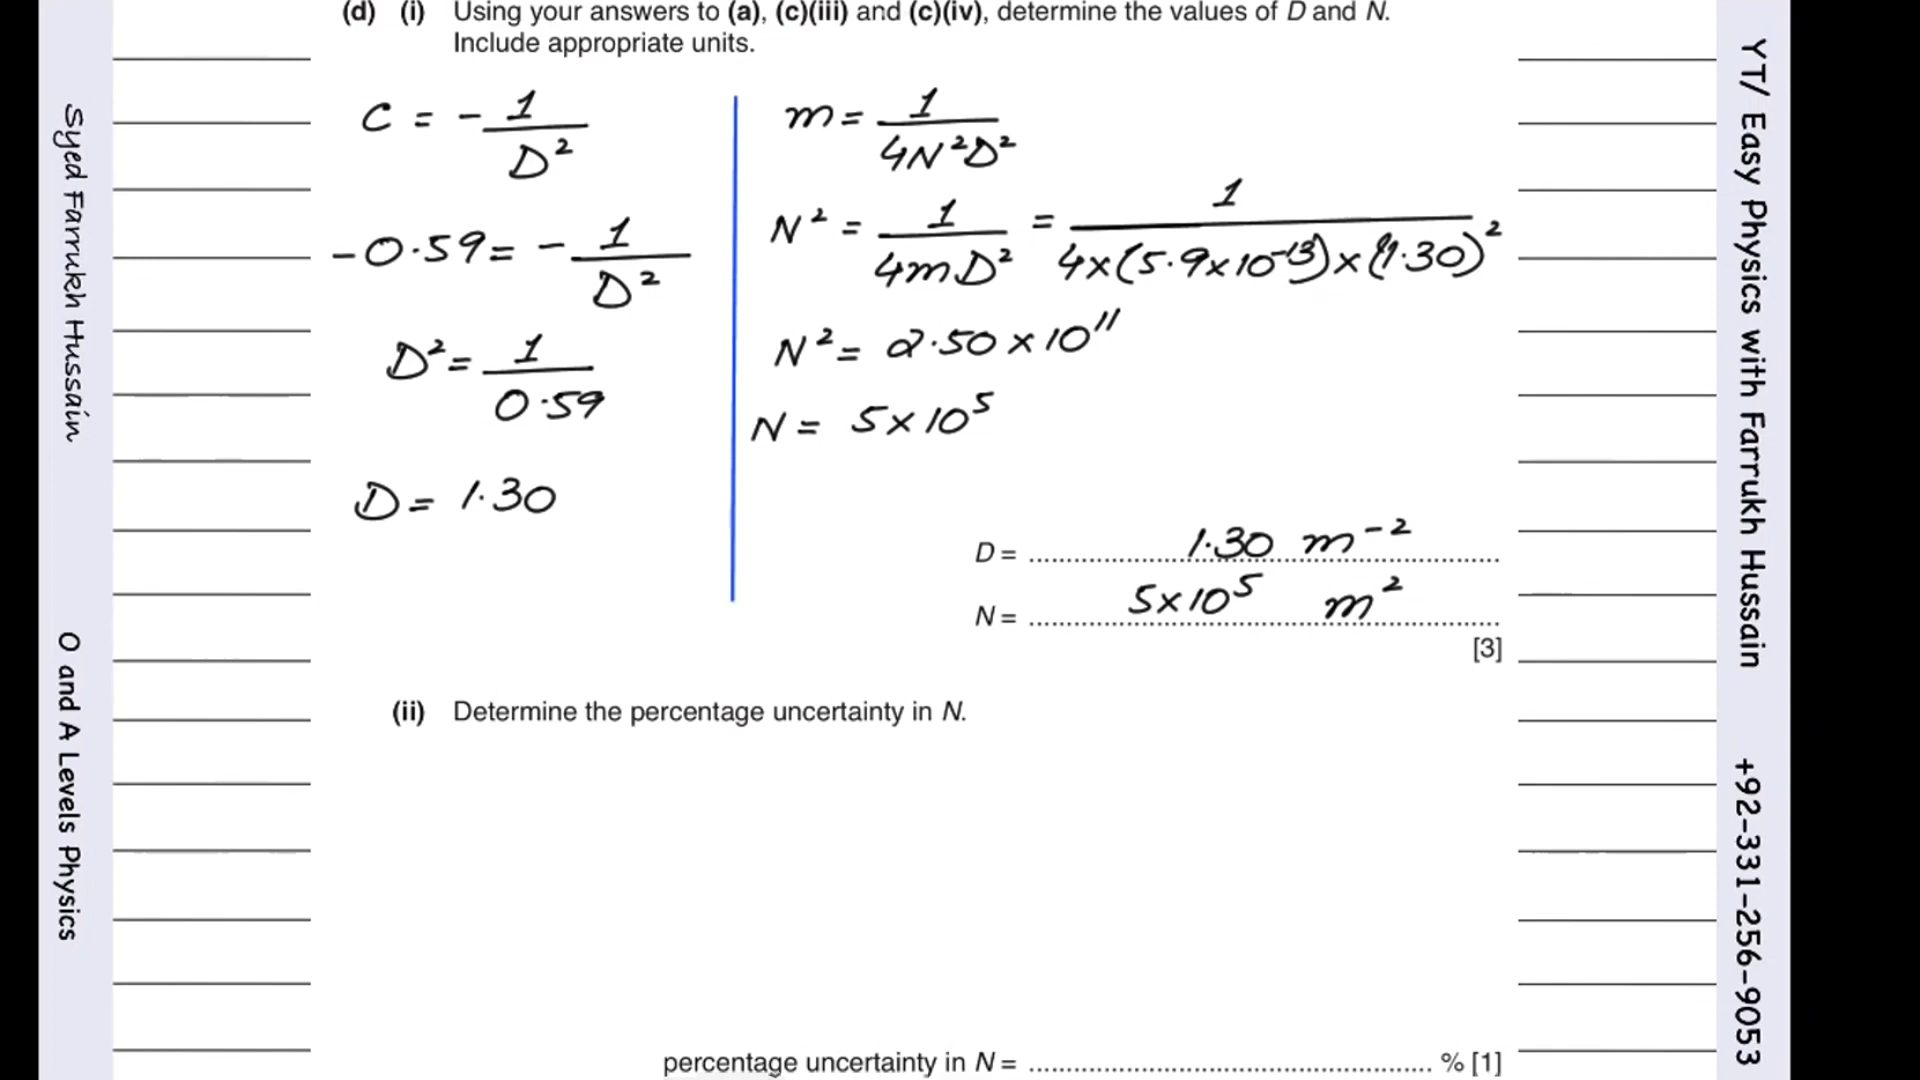 (d) (i) Using your answers to (a), (c)(iii) and (c)(iv), determine the values of D and N.
Include appropriate units.
C = - 1 / D²
-0.59 = - 1 / D²
D² = 1 / 0.59
D = 1.30
m = 1 / 4N²D²
N² = 1 / 4mD² = 1 / 4×(5.9×10⁻¹³)×(1.30)²
N² = 2.50 × 10¹¹
N = 5×10⁵
D = 1.30 m⁻²
N = 5×10⁵ m²
[3]
(ii) Determine the percentage uncertainty in N.
percentage uncertainty in N = % [1]
Syed Farrukh Hussain
O and A Levels Physics
YT/ Easy Physics with Farrukh Hussain
+92-331-256-9053